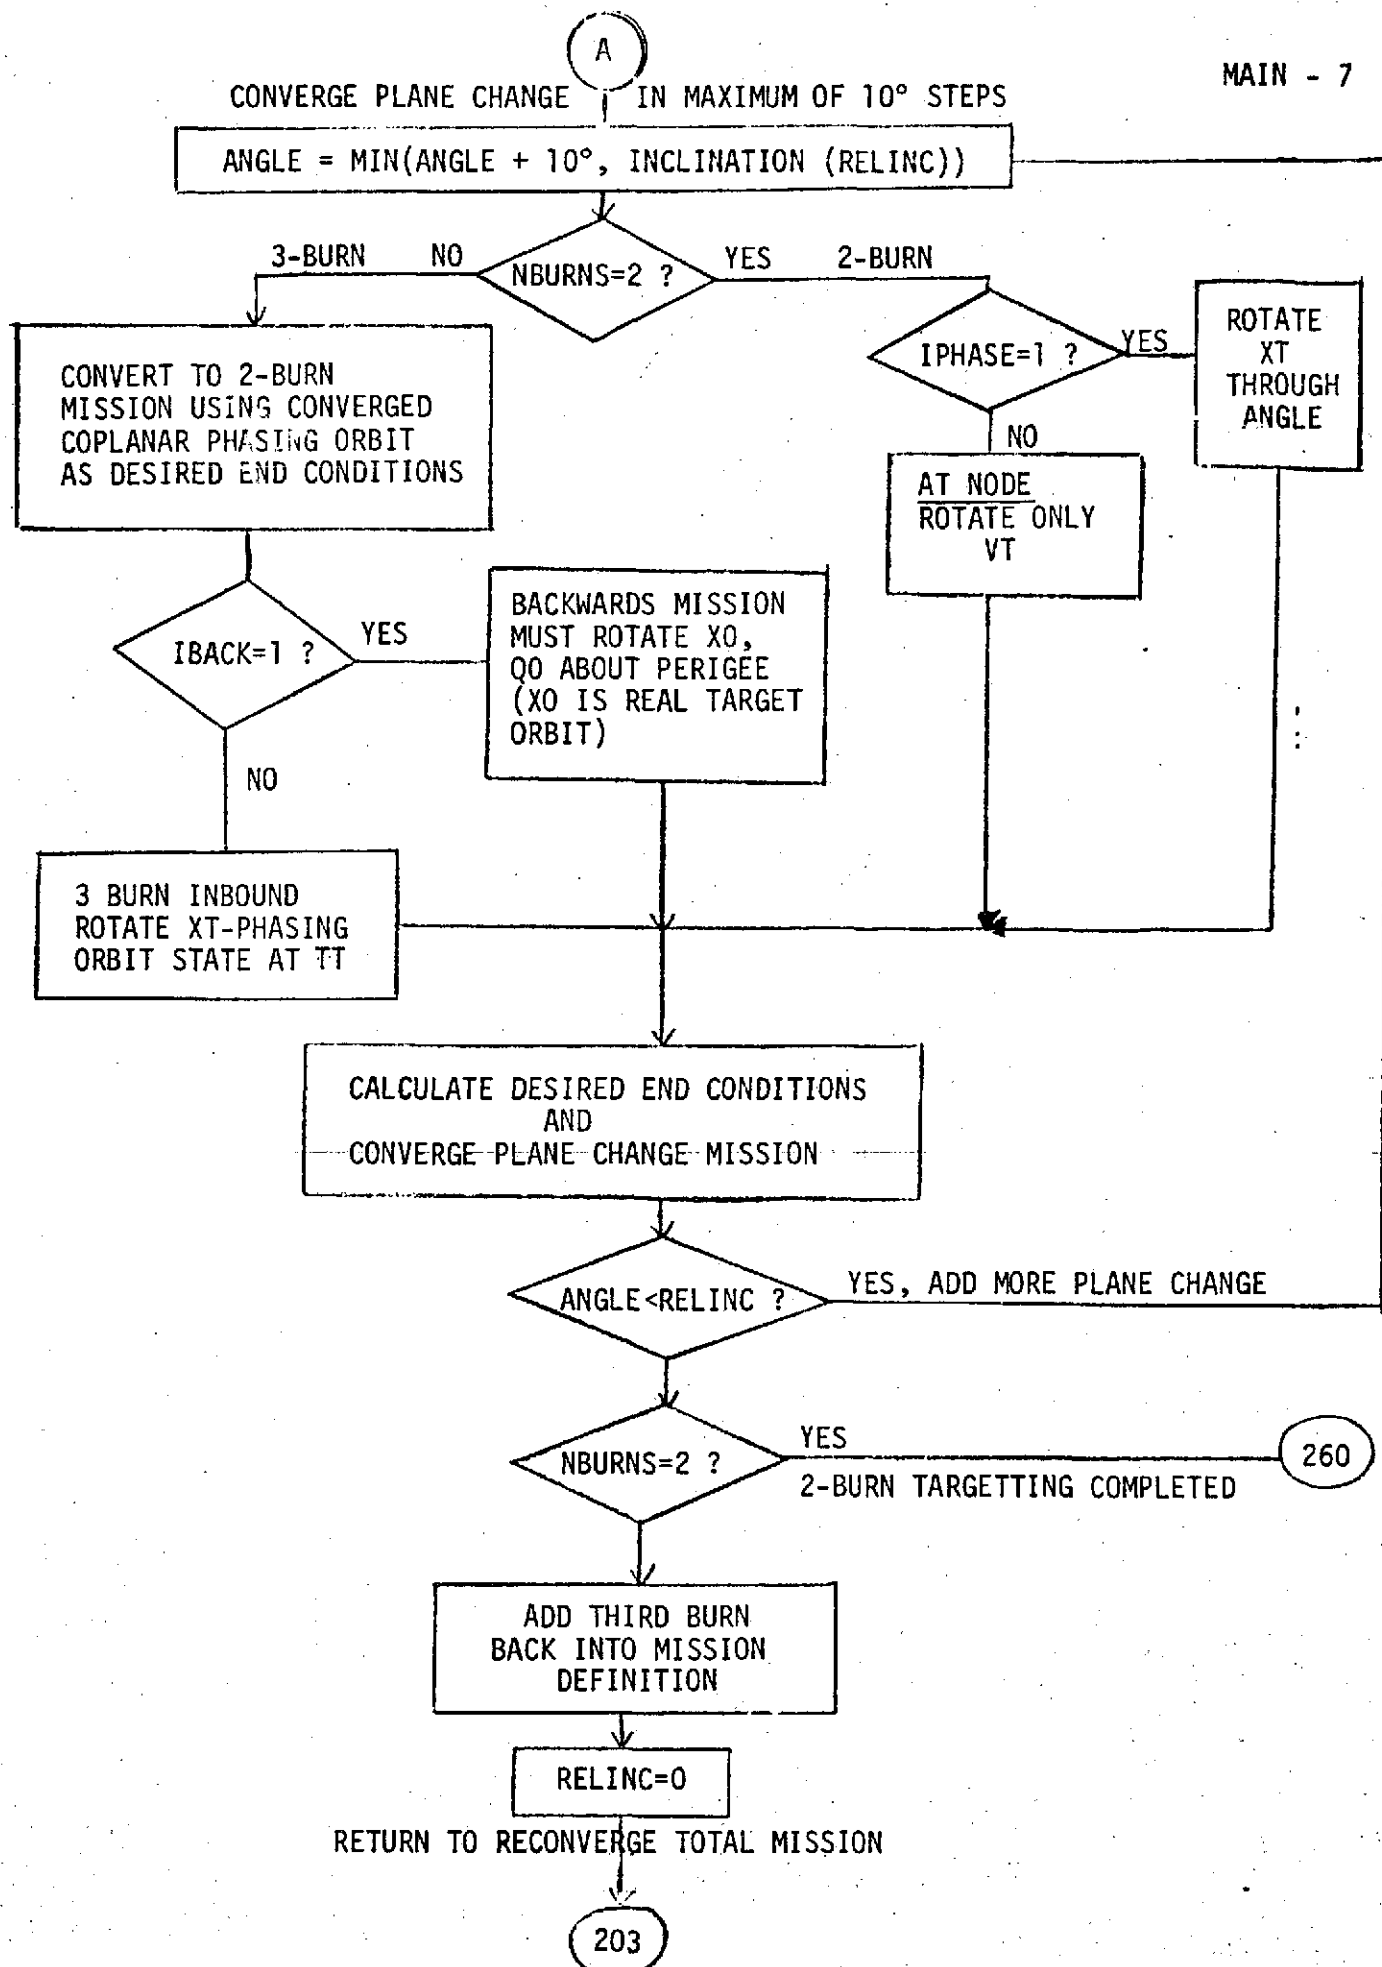 A
MAIN - 7
CONVERGE PLANE CHANGE IN MAXIMUM OF 10° STEPS
ANGLE = MIN(ANGLE + 10°, INCLINATION (RELINC))
3-BURN NO
NBURNS=2 ?
YES 2-BURN
IPHASE=1 ?
YES
ROTATE
XT
THROUGH
ANGLE
NO
AT NODE
ROTATE ONLY
VT
CONVERT TO 2-BURN
MISSION USING CONVERGED
COPLANAR PHASING ORBIT
AS DESIRED END CONDITIONS
IBACK=1 ?
YES
BACKWARDS MISSION
MUST ROTATE XO,
QO ABOUT PERIGEE
(XO IS REAL TARGET
ORBIT)
NO
3 BURN INBOUND
ROTATE XT-PHASING
ORBIT STATE AT TT
CALCULATE DESIRED END CONDITIONS
AND
CONVERGE PLANE CHANGE MISSION
ANGLE<RELINC ?
YES, ADD MORE PLANE CHANGE
NBURNS=2 ?
YES
2-BURN TARGETTING COMPLETED
260
ADD THIRD BURN
BACK INTO MISSION
DEFINITION
RELINC=0
RETURN TO RECONVERGE TOTAL MISSION
203